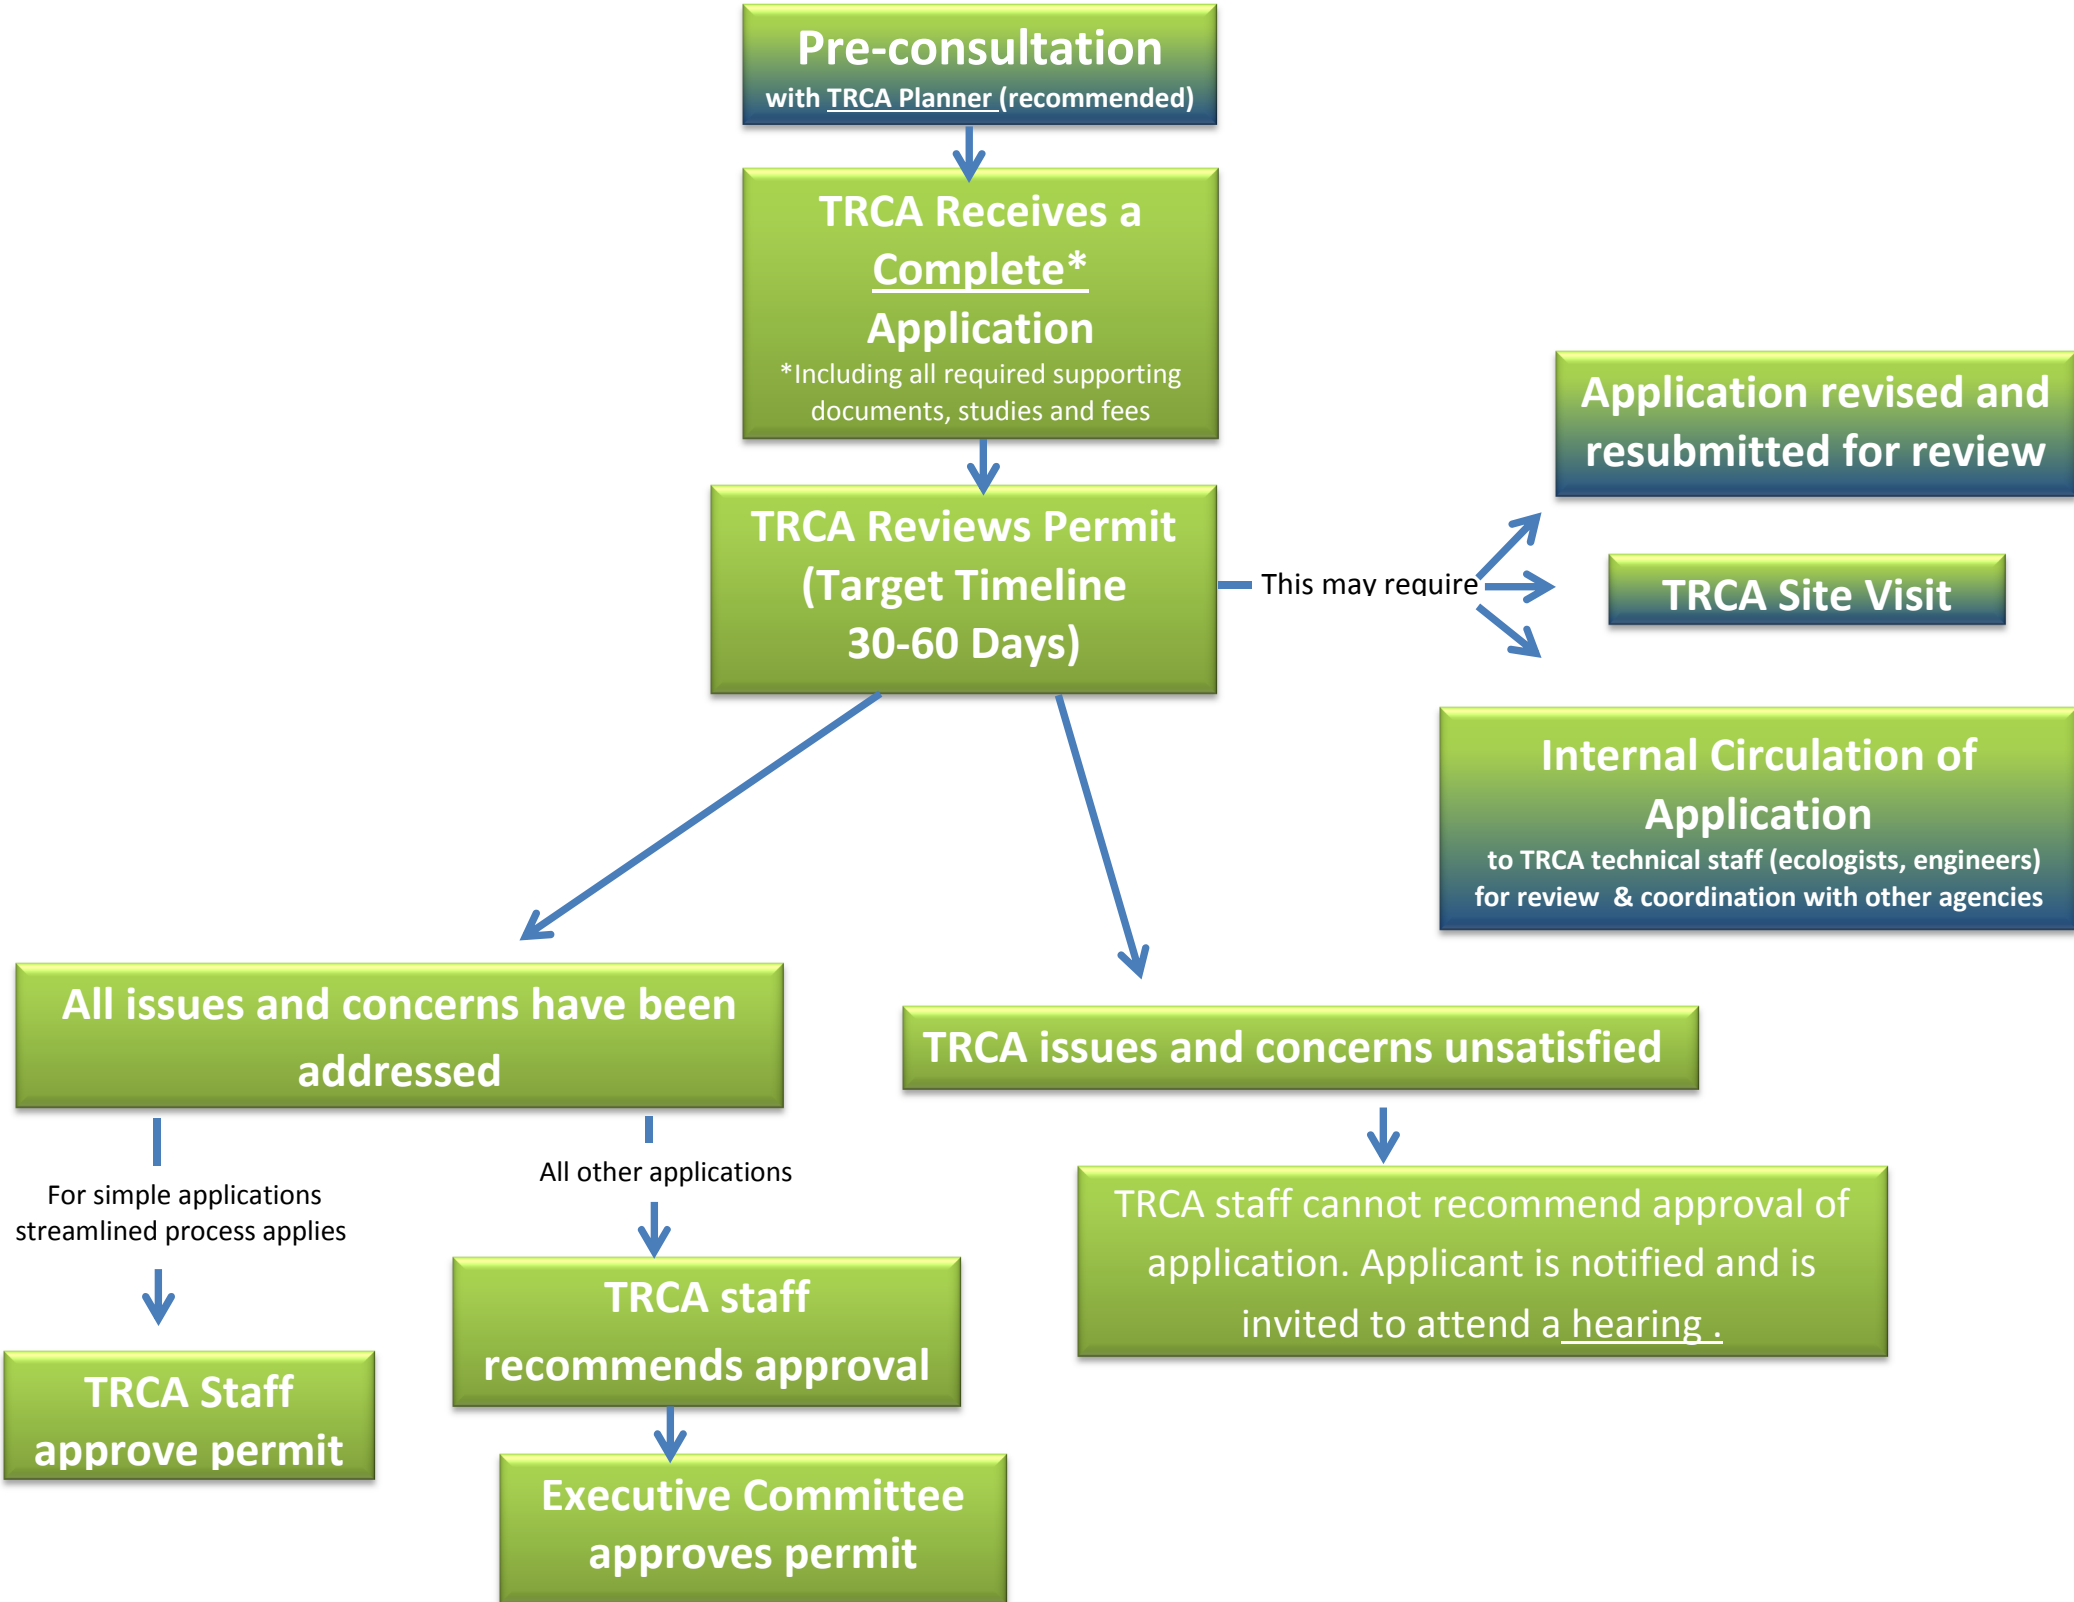 Pre-consultation
with TRCA Planner (recommended)
TRCA Receives a
Complete*
Application
*Including all required supporting
documents, studies and fees
TRCA Reviews Permit
(Target Timeline
30-60 Days)
This may require
Application revised and
resubmitted for review
TRCA Site Visit
Internal Circulation of
Application
to TRCA technical staff (ecologists, engineers)
for review & coordination with other agencies
All issues and concerns have been
addressed
For simple applications
streamlined process applies
TRCA Staff
approve permit
All other applications
TRCA staff
recommends approval
Executive Committee
approves permit
TRCA issues and concerns unsatisfied
TRCA staff cannot recommend approval of
application. Applicant is notified and is
invited to attend a hearing .